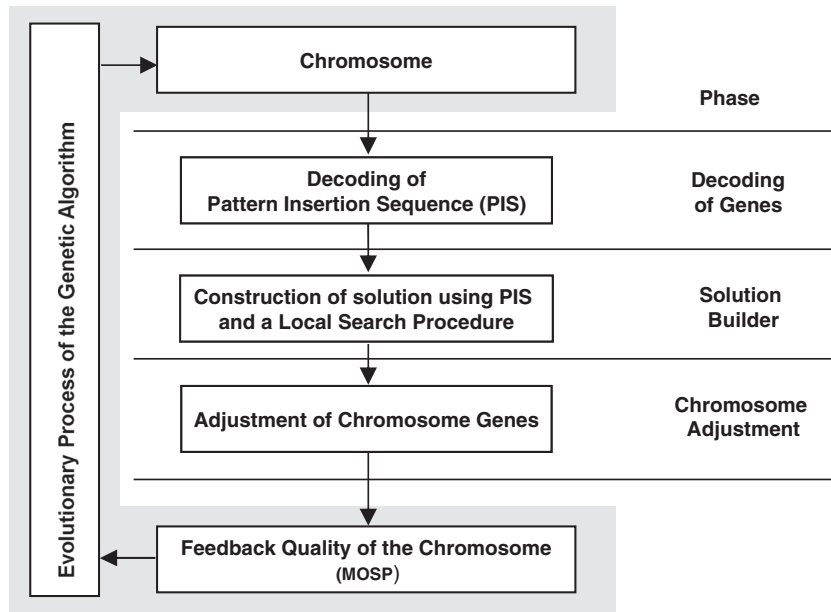 Evolutionary Process of the Genetic Algorithm
Chromosome
Phase
Decoding of
Pattern Insertion Sequence (PIS)
Decoding
of Genes
Construction of solution using PIS
and a Local Search Procedure
Solution
Builder
Adjustment of Chromosome Genes
Chromosome
Adjustment
Feedback Quality of the Chromosome
(MOSP)